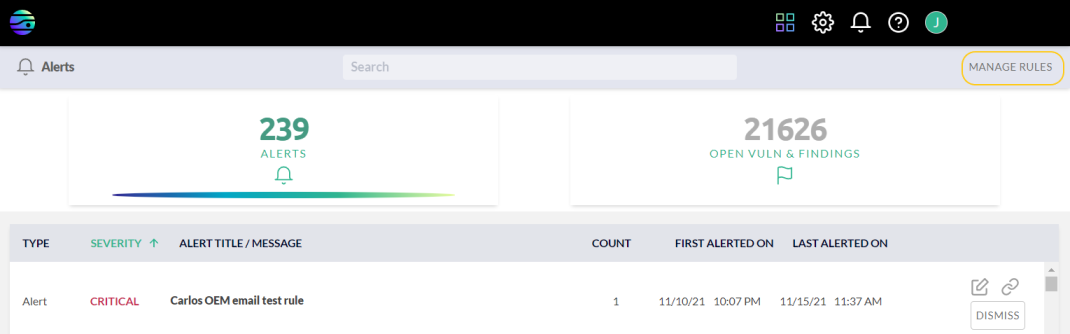 J
Alerts
Search
MANAGE RULES
239
ALERTS
21626
OPEN VULN & FINDINGS
TYPE SEVERITY ↑ ALERT TITLE / MESSAGE COUNT FIRST ALERTED ON LAST ALERTED ON
Alert CRITICAL Carlos OEM email test rule 1 11/10/21 10:07 PM 11/15/21 11:37 AM
DISMISS